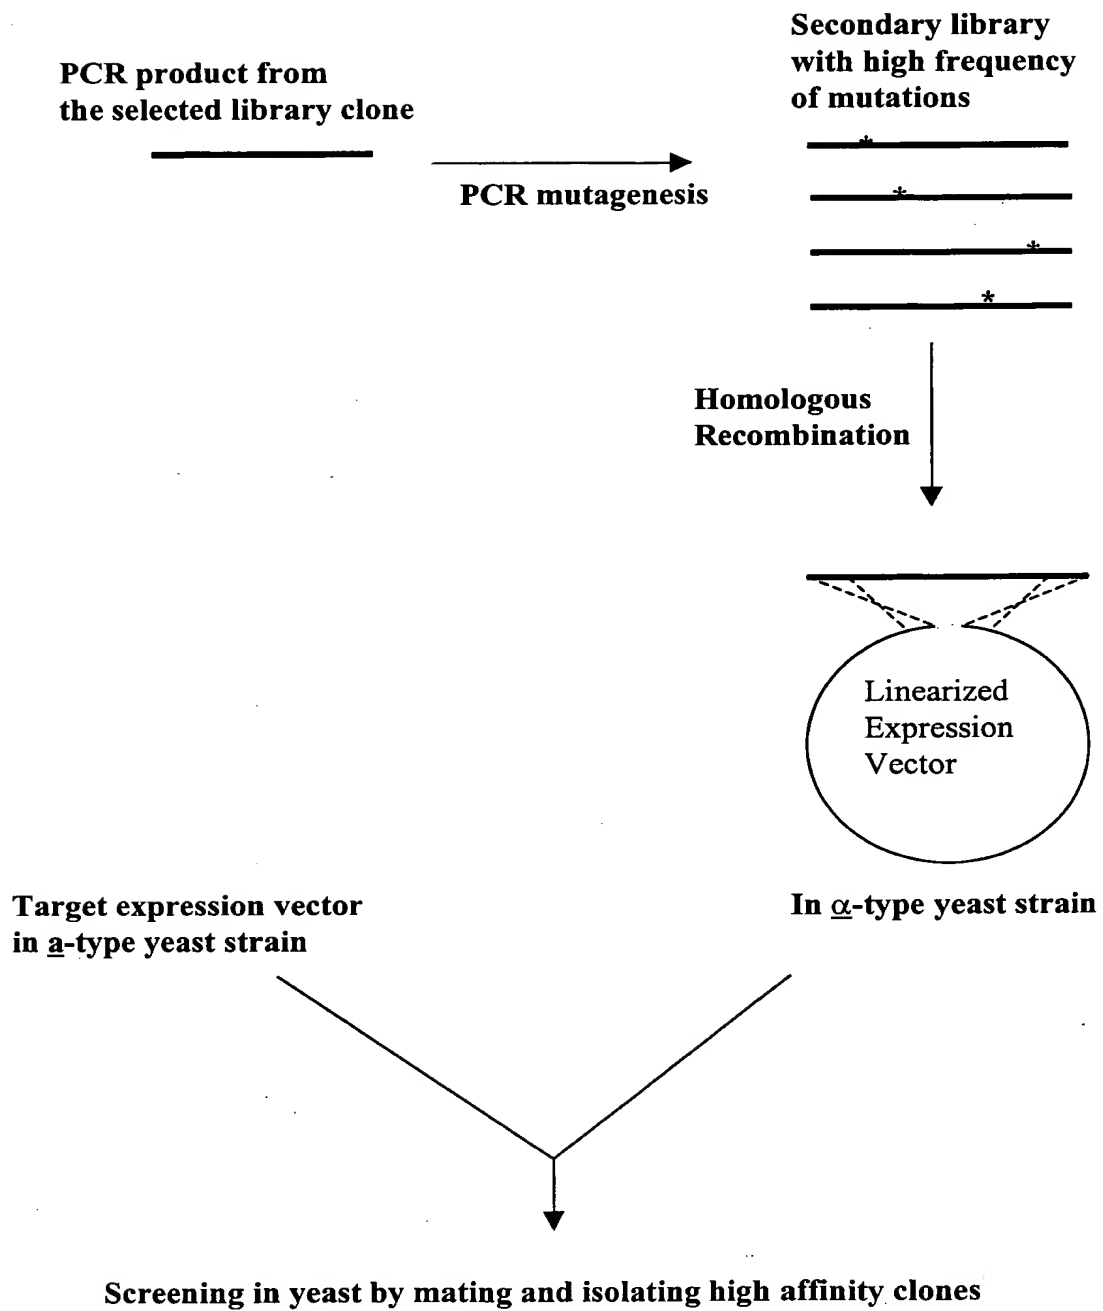 PCR product from
the selected library clone
PCR mutagenesis
Secondary library
with high frequency
of mutations
*
*
*
*
Homologous
Recombination
Linearized
Expression
Vector
Target expression vector
in a-type yeast strain
In α-type yeast strain
Screening in yeast by mating and isolating high affinity clones